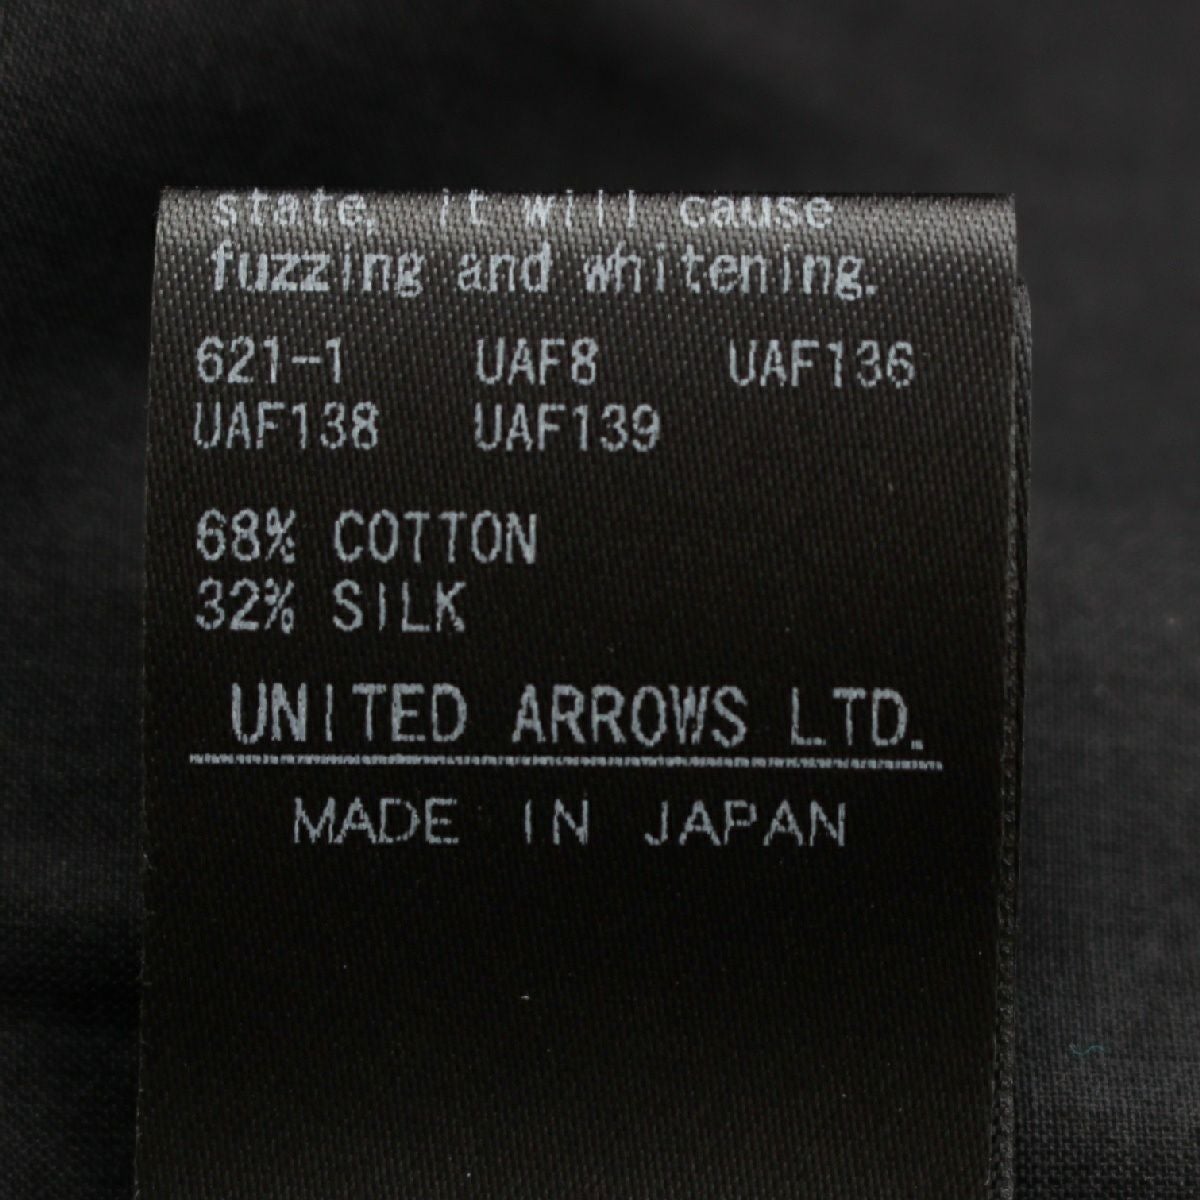 state, it will cause
fuzzing and whitening.
621-1 UAF8 UAF136
UAF138 UAF139
68% COTTON
32% SILK
UNITED ARROWS LTD.
MADE IN JAPAN